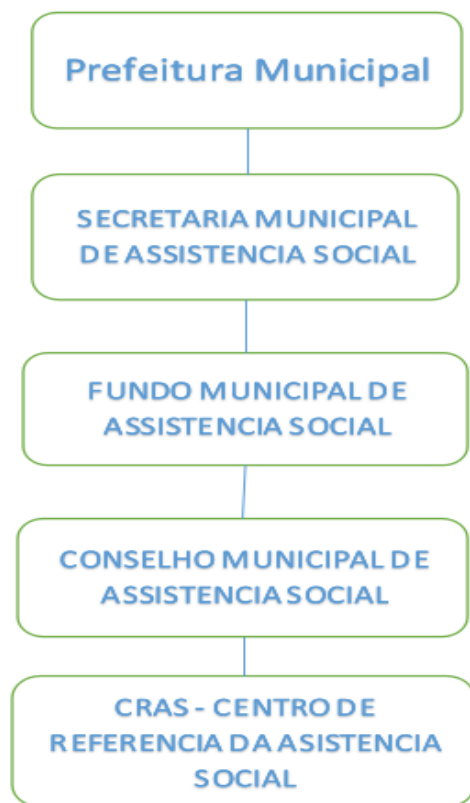 Prefeitura Municipal
SECRETARIA MUNICIPAL
DE ASSISTENCIA SOCIAL
FUNDO MUNICIPAL DE
ASSISTENCIA SOCIAL
CONSELHO MUNICIPAL DE
ASSISTENCIA SOCIAL
CRAS - CENTRO DE
REFERENCIA DA ASISTENCIA
SOCIAL